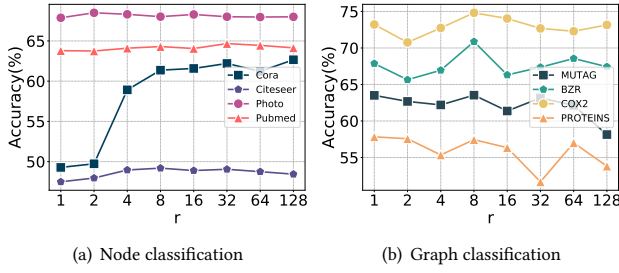 Accuracy(%)
65
60
55
50
1 2 4 8 16 32 64 128
r
Cora
Citeseer
Photo
Pubmed
(a) Node classification
Accuracy(%)
75
70
65
60
55
1 2 4 8 16 32 64 128
r
MUTAG
BZR
COX2
PROTEINS
(b) Graph classification